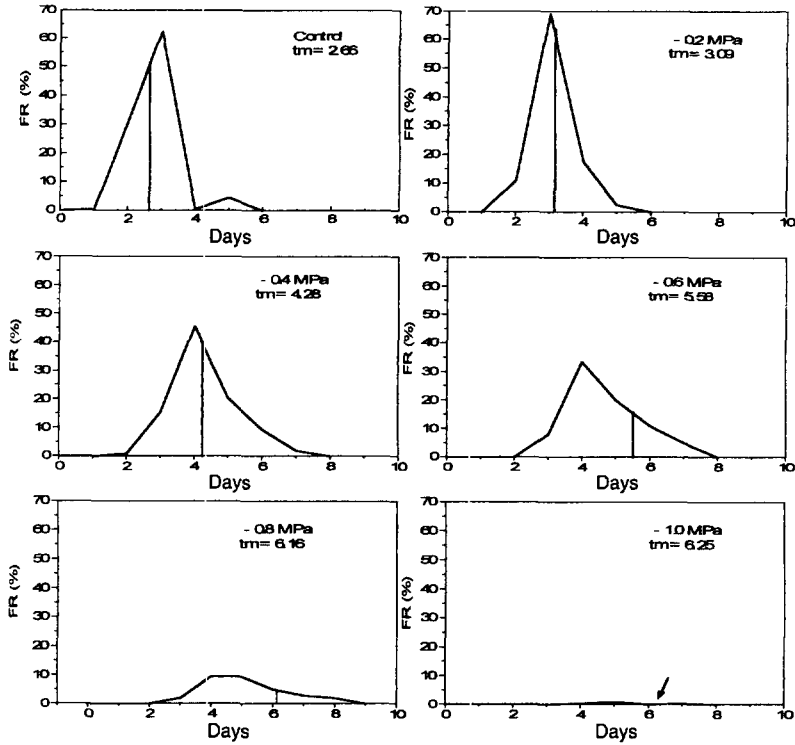 FR (%)
70
60
50
40
30
20
10
0
0 2 4 6 8 10
Days
Control
tm= 2.66
FR (%)
70
60
50
40
30
20
10
0
0 2 4 6 8 10
Days
- 0.2 MPa
tm= 3.09
FR (%)
70
60
50
40
30
20
10
0
0 2 4 6 8 10
Days
- 0.4 MPa
tm= 4.28
FR (%)
70
60
50
40
30
20
10
0
0 2 4 6 8 10
Days
- 0.6 MPa
tm= 5.58
FR (%)
70
60
50
40
30
20
10
0
0 2 4 6 8 10
Days
- 0.8 MPa
tm= 6.16
FR (%)
70
60
50
40
30
20
10
0
0 2 4 6 8 10
Days
- 1.0 MPa
tm= 6.25